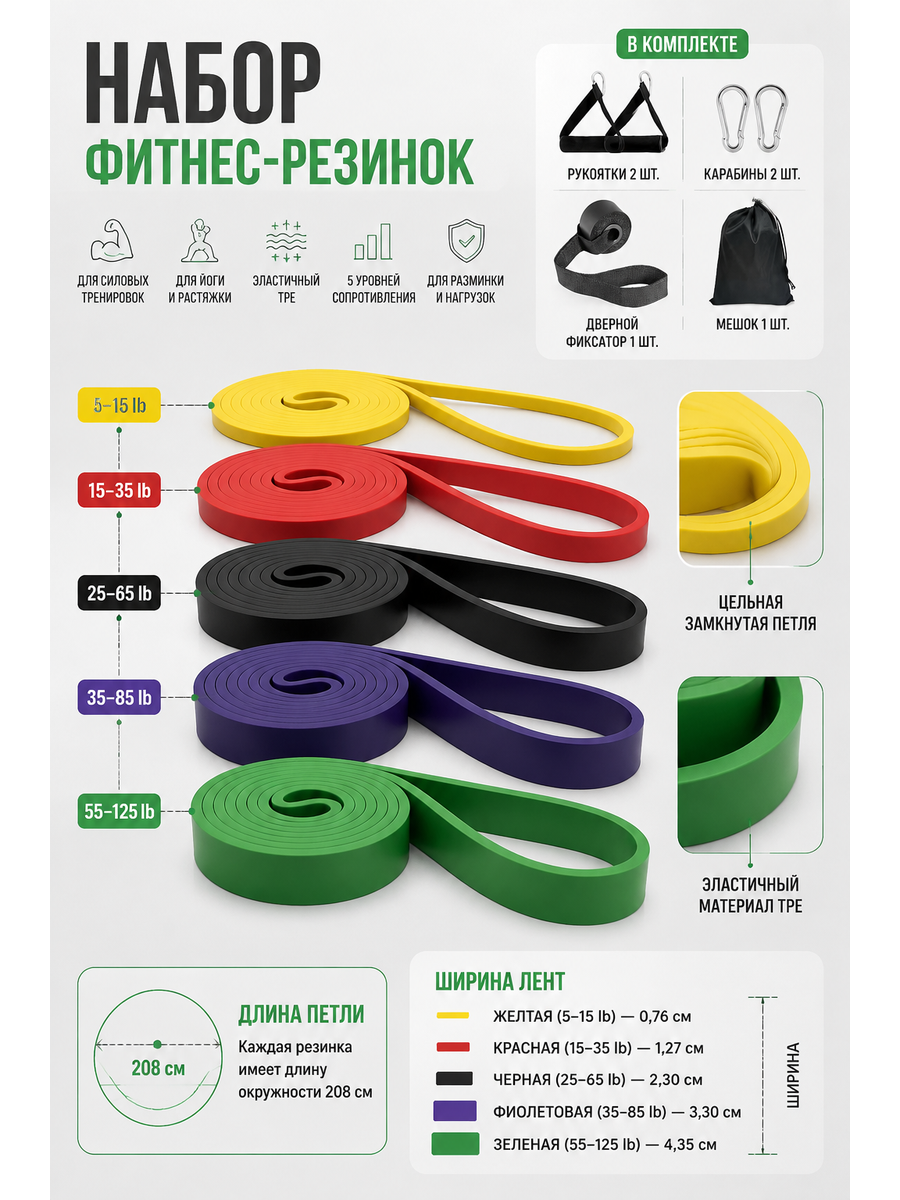 НАБОР
ФИТНЕС-РЕЗИНОК
ДЛЯ СИЛОВЫХ
ТРЕНИРОВОК
ДЛЯ ЙОГИ
И РАСТЯЖКИ
ЭЛАСТИЧНЫЙ
TPE
5 УРОВНЕЙ
СОПРОТИВЛЕНИЯ
ДЛЯ РАЗМИНКИ
И НАГРУЗОК
В КОМПЛЕКТЕ
РУКОЯТКИ 2 ШТ.
КАРАБИНЫ 2 ШТ.
ДВЕРНОЙ
ФИКСАТОР 1 ШТ.
МЕШОК 1 ШТ.
5–15 lb
15–35 lb
25–65 lb
35–85 lb
55–125 lb
ЦЕЛЬНАЯ
ЗАМКНУТАЯ ПЕТЛЯ
ЭЛАСТИЧНЫЙ
МАТЕРИАЛ TPE
208 см
ДЛИНА ПЕТЛИ
Каждая резинка
имеет длину
окружности 208 см
ШИРИНА ЛЕНТ
ЖЕЛТАЯ (5–15 lb) — 0,76 см
КРАСНАЯ (15–35 lb) — 1,27 см
ЧЕРНАЯ (25–65 lb) — 2,30 см
ФИОЛЕТОВАЯ (35–85 lb) — 3,30 см
ЗЕЛЕНАЯ (55–125 lb) — 4,35 см
ШИРИНА